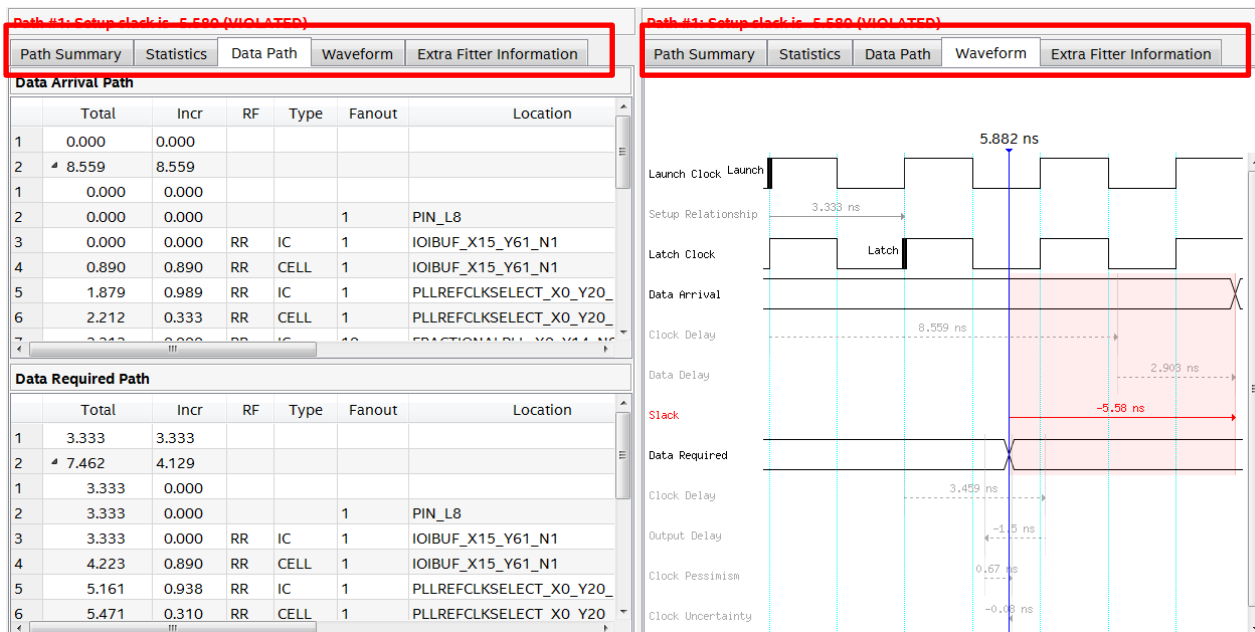 Path #1: Setup slack is -5.580 (VIOLATED)
Path Summary Statistics Data Path Waveform Extra Fitter Information
Data Arrival Path
Total Incr RF Type Fanout Location
1 0.000 0.000
2 8.559 8.559
1 0.000 0.000
2 0.000 0.000 1 PIN_L8
3 0.000 0.000 RR IC 1 IOIBUF_X15_Y61_N1
4 0.890 0.890 RR CELL 1 IOIBUF_X15_Y61_N1
5 1.879 0.989 RR IC 1 PLLREFCLKSELECT_X0_Y20_
6 2.212 0.333 RR CELL 1 PLLREFCLKSELECT_X0_Y20_
Data Required Path
Total Incr RF Type Fanout Location
1 3.333 3.333
2 7.462 4.129
1 3.333 0.000
2 3.333 0.000 1 PIN_L8
3 3.333 0.000 RR IC 1 IOIBUF_X15_Y61_N1
4 4.223 0.890 RR CELL 1 IOIBUF_X15_Y61_N1
5 5.161 0.938 RR IC 1 PLLREFCLKSELECT_X0_Y20_
6 5.471 0.310 RR CELL 1 PLLREFCLKSELECT_X0_Y20
Path #1: Setup slack is -5.580 (VIOLATED)
Path Summary Statistics Data Path Waveform Extra Fitter Information
5.882 ns
Launch Clock Launch
Setup Relationship 3.333 ns
Latch Clock Latch
Data Arrival
Clock Delay 8.559 ns
Data Delay 2.903 ns
Slack -5.58 ns
Data Required
Clock Delay 3.459 ns
Output Delay -1.5 ns
Clock Pessimism 0.67 ns
Clock Uncertainty -0.08 ns